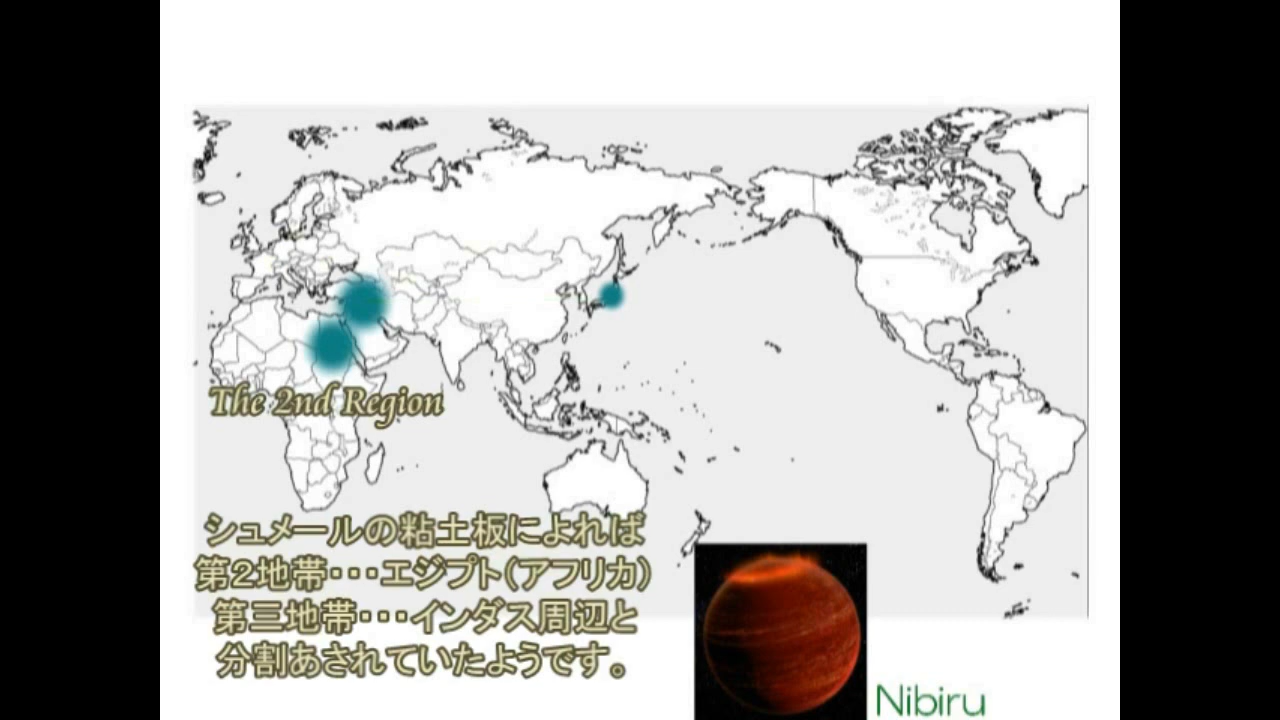 The 2nd Region
シュメールの粘土板によれば
第２地帯･･･エジプト(アフリカ)
第三地帯･･･インダス周辺と
分割あされていたようです。
Nibiru